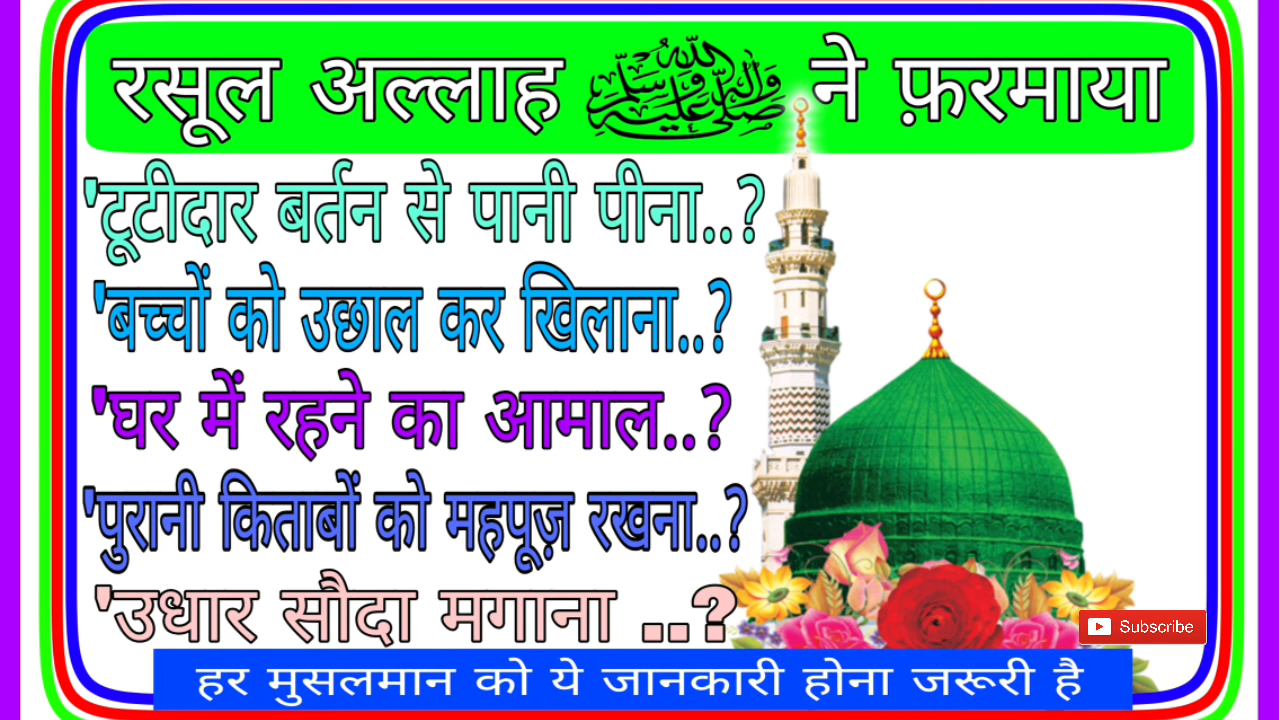 रसूल अल्लाह ﷺ ने फ़रमाया
'टूटीदार बर्तन से पानी पीना..?
'बच्चों को उछाल कर खिलाना..?
'घर में रहने का आमाल..?
'पुरानी किताबों को महपूज़ रखना..?
'उधार सौदा मगाना ..?
Subscribe
हर मुसलमान को ये जानकारी होना जरूरी है